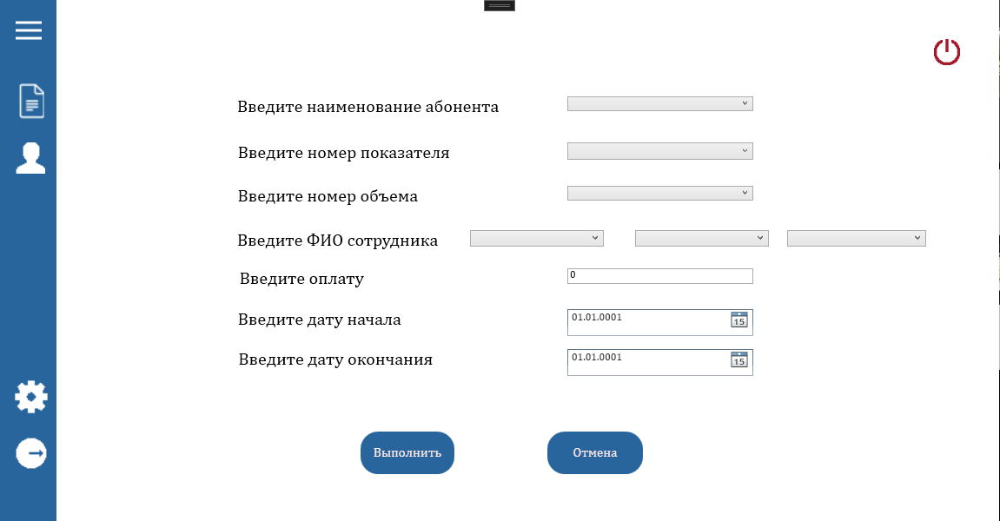 Введите наименование абонента
Введите номер показателя
Введите номер объема
Введите ФИО сотрудника
Введите оплату 0
Введите дату начала 01.01.0001 15
Введите дату окончания 01.01.0001 15
Выполнить Отмена